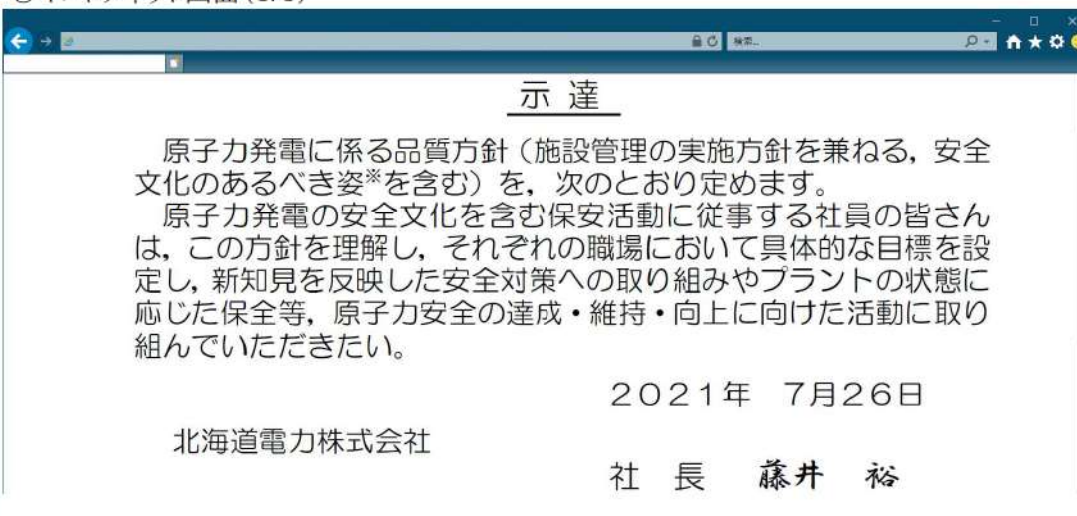 検索...
示 達
原子力発電に係る品質方針（施設管理の実施方針を兼ねる，安全
文化のあるべき姿※を含む）を，次のとおり定めます。
原子力発電の安全文化を含む保安活動に従事する社員の皆さん
は，この方針を理解し，それぞれの職場において具体的な目標を設
定し，新知見を反映した安全対策への取り組みやプラントの状態に
応じた保全等，原子力安全の達成・維持・向上に向けた活動に取り
組んでいただきたい。
２０２１年　７月２６日
北海道電力株式会社
社　長　藤井　裕